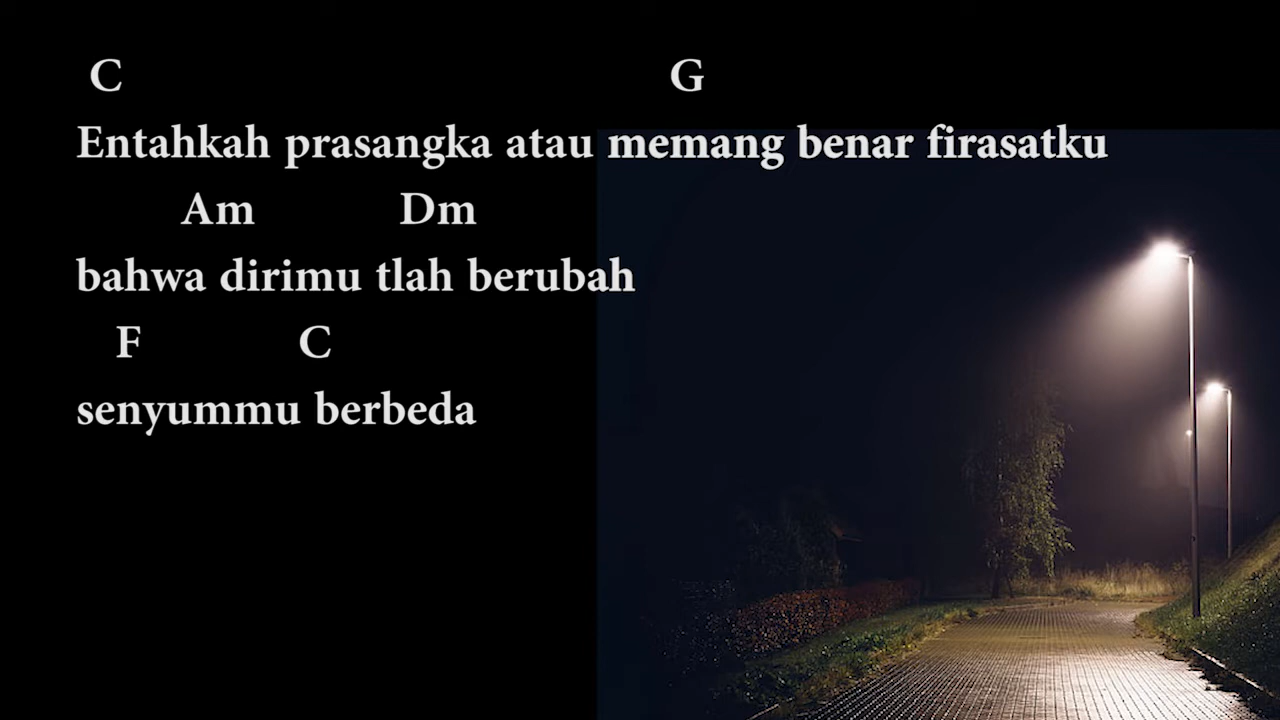 C G
Entahkah prasangka atau memang benar firasatku
Am Dm
bahwa dirimu tlah berubah
F C
senyummu berbeda